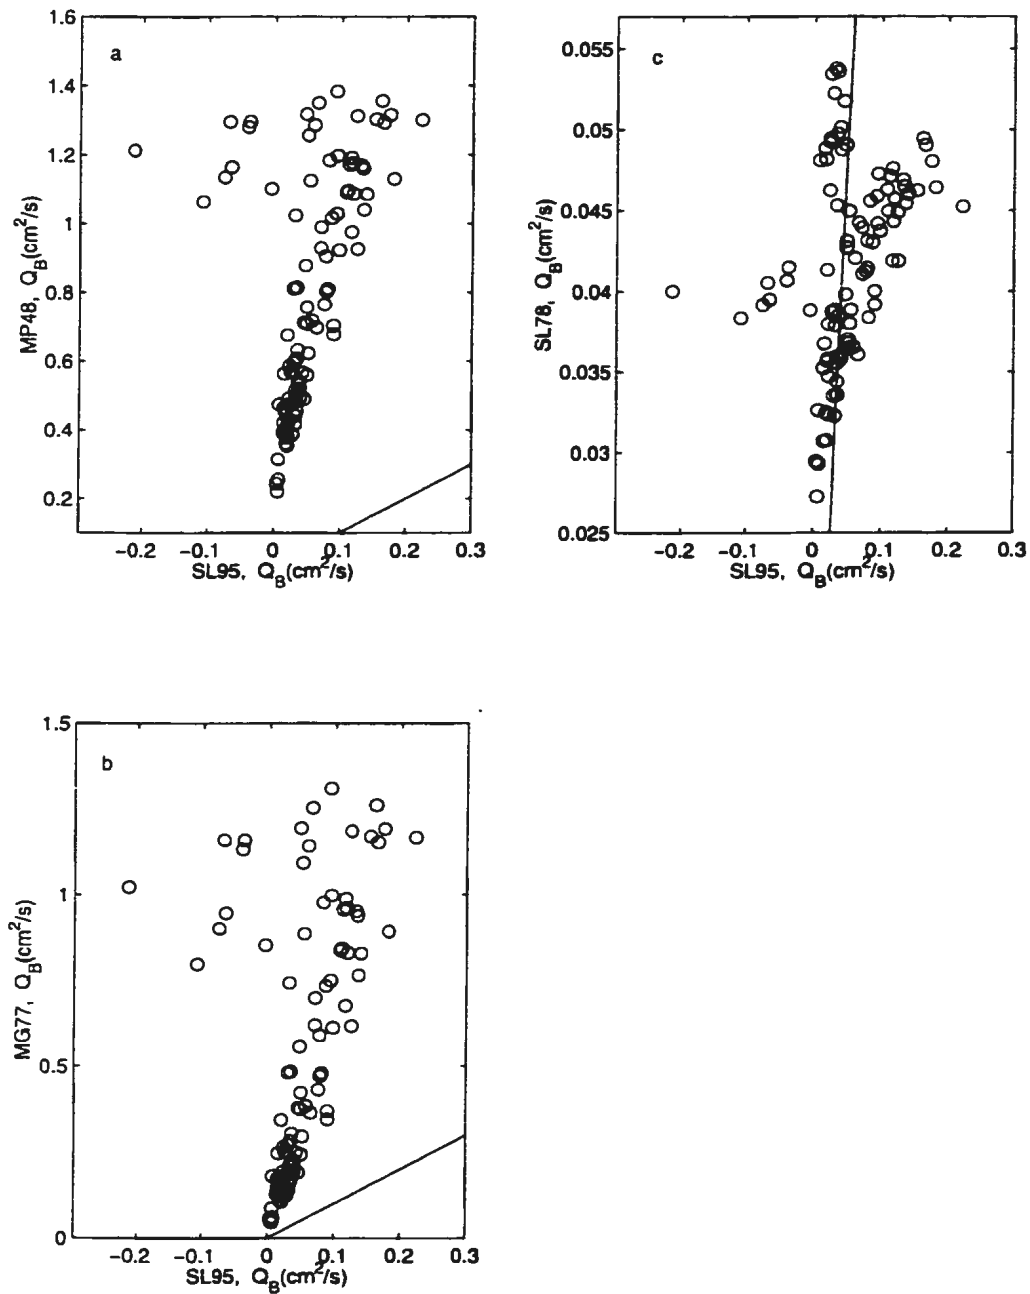 a
1.6
1.4
1.2
1
0.8
0.6
0.4
0.2
MP48, Q_B(cm²/s)
−0.2 −0.1 0 0.1 0.2 0.3
SL95, Q_B(cm²/s)
c
0.055
0.05
0.045
0.04
0.035
0.03
0.025
SL78, Q_B(cm²/s)
−0.2 −0.1 0 0.1 0.2 0.3
SL95, Q_B(cm²/s)
b
1.5
1
0.5
0
MG77, Q_B(cm²/s)
−0.2 −0.1 0 0.1 0.2 0.3
SL95, Q_B(cm²/s)